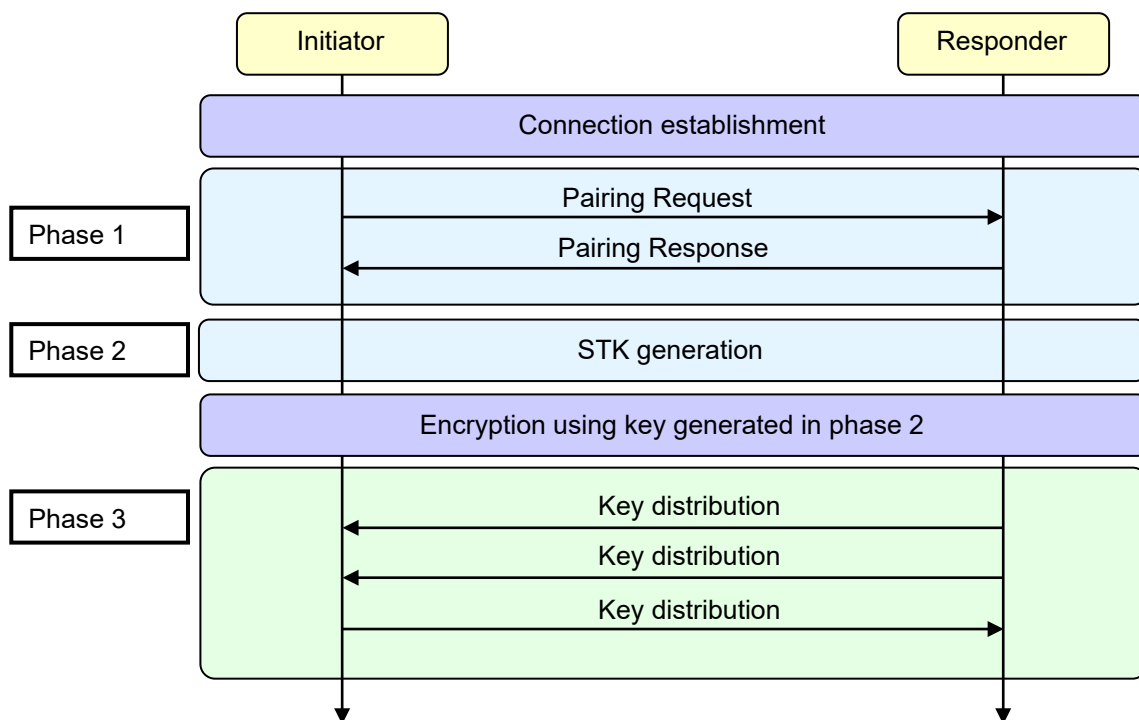 Initiator
Responder
Connection establishment
Phase 1
Pairing Request
Pairing Response
Phase 2
STK generation
Encryption using key generated in phase 2
Phase 3
Key distribution
Key distribution
Key distribution